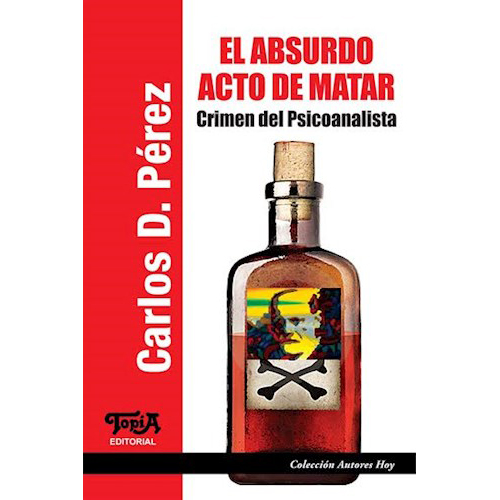 EL ABSURDO
ACTO DE MATAR
Crimen del Psicoanalista
Carlos D. Pérez
Topía
EDITORIAL
Colección Autores Hoy